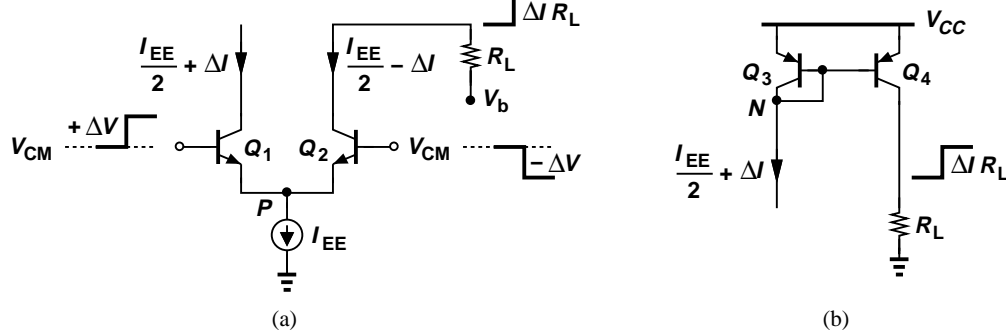 ΔI R_L
I_EE/2 + ΔI
I_EE/2 − ΔI
R_L
V_b
+ ΔV
V_CM
Q_1
Q_2
V_CM
− ΔV
P
I_EE
(a)
V_CC
Q_3
Q_4
N
I_EE/2 + ΔI
ΔI R_L
R_L
(b)